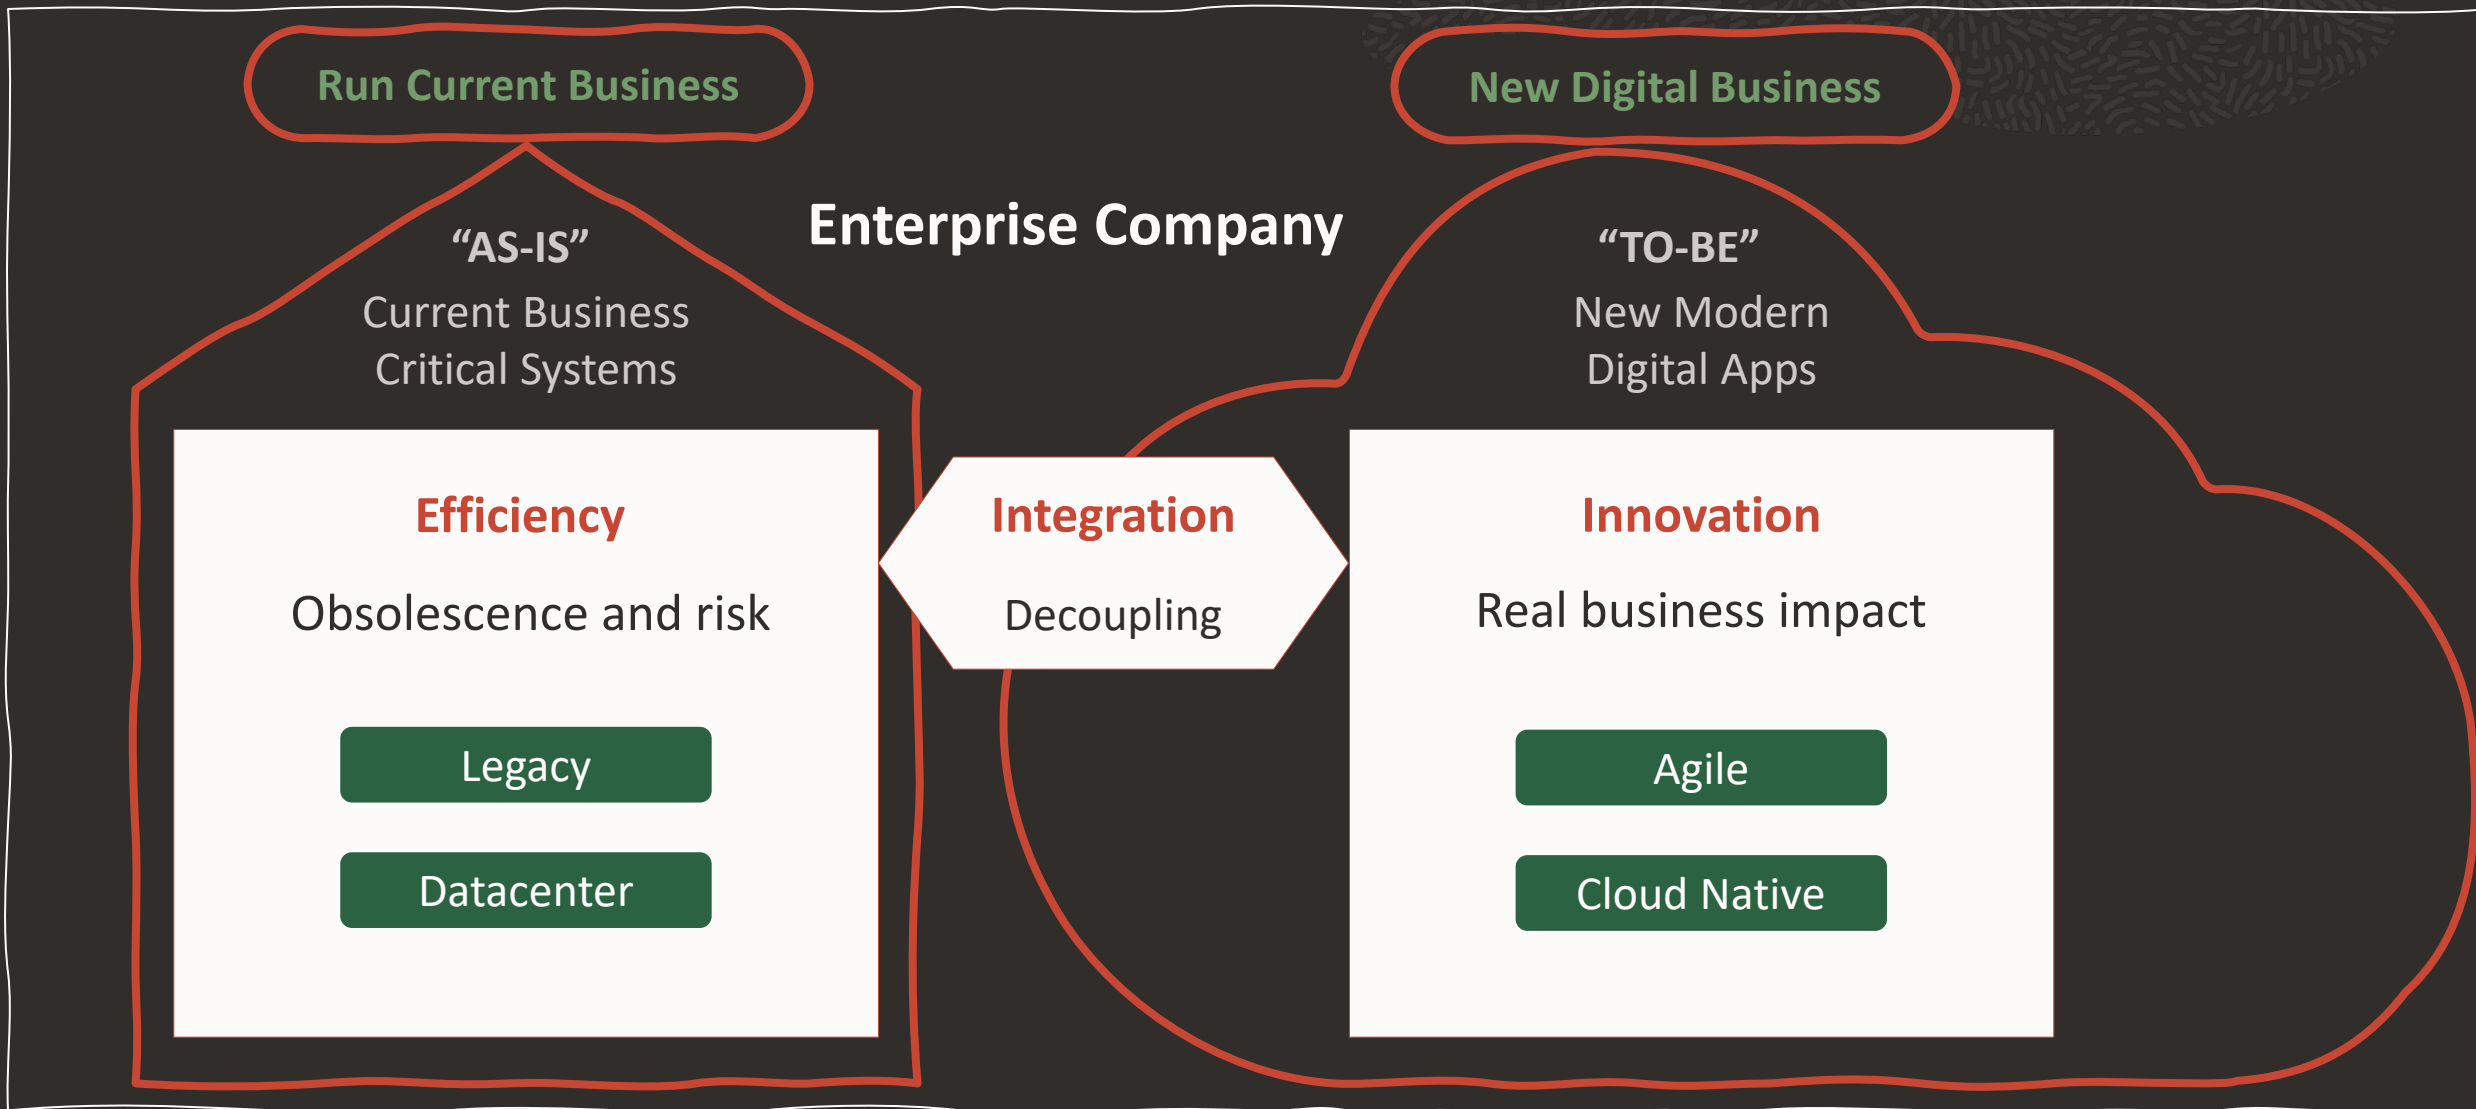 Run Current Business
New Digital Business
Enterprise Company
“AS-IS”
Current Business
Critical Systems
“TO-BE”
New Modern
Digital Apps
Efficiency
Obsolescence and risk
Legacy
Datacenter
Integration
Decoupling
Innovation
Real business impact
Agile
Cloud Native